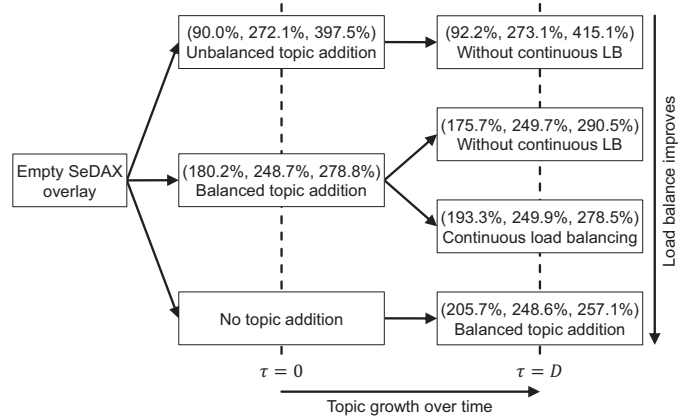 (90.0%, 272.1%, 397.5%)
Unbalanced topic addition
(92.2%, 273.1%, 415.1%)
Without continuous LB
(175.7%, 249.7%, 290.5%)
Without continuous LB
Empty SeDAX
overlay
(180.2%, 248.7%, 278.8%)
Balanced topic addition
(193.3%, 249.9%, 278.5%)
Continuous load balancing
No topic addition
(205.7%, 248.6%, 257.1%)
Balanced topic addition
Load balance improves
τ = 0
τ = D
Topic growth over time